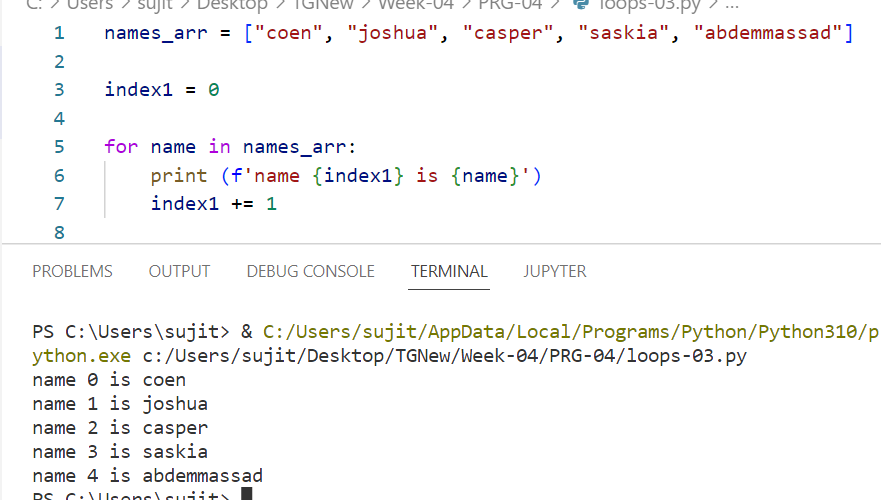 C: > Users > sujit > Desktop > TGNew > Week-04 > PRG-04 > loops-03.py > ...
1 names_arr = ["coen", "joshua", "casper", "saskia", "abdemmassad"]
2
3 index1 = 0
4
5 for name in names_arr:
6 print (f'name {index1} is {name}')
7 index1 += 1
8
PROBLEMS OUTPUT DEBUG CONSOLE TERMINAL JUPYTER
PS C:\Users\sujit> & C:/Users/sujit/AppData/Local/Programs/Python/Python310/p
ython.exe c:/Users/sujit/Desktop/TGNew/Week-04/PRG-04/loops-03.py
name 0 is coen
name 1 is joshua
name 2 is casper
name 3 is saskia
name 4 is abdemmassad
PS C:\Users\sujit>